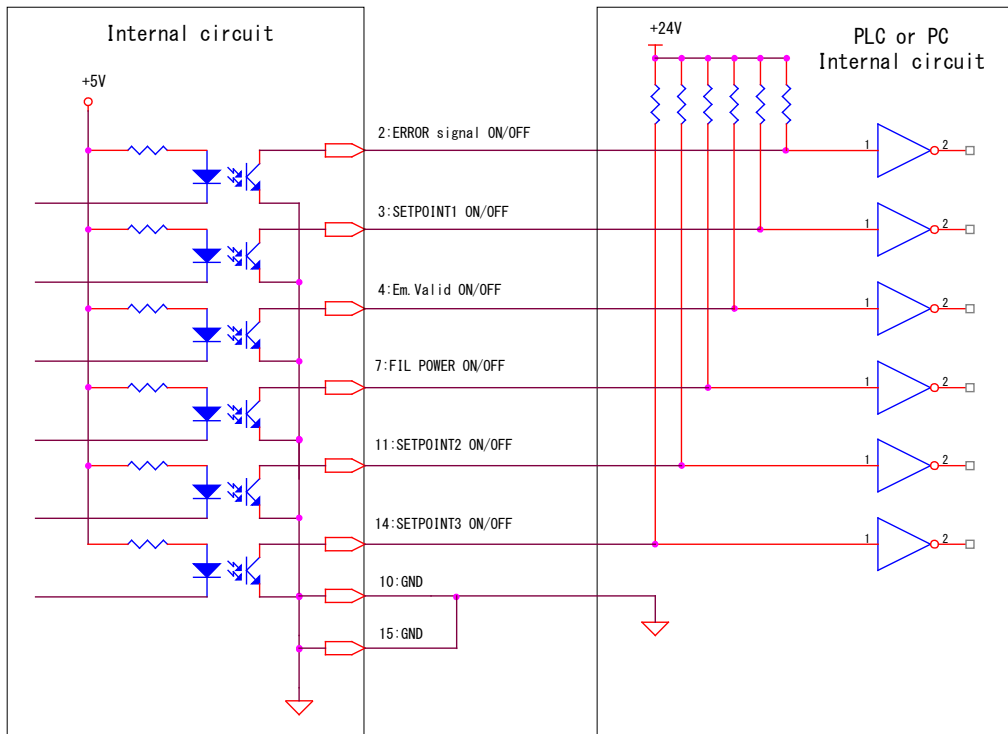 Internal circuit
+5V
2:ERROR signal ON/OFF
3:SETPOINT1 ON/OFF
4:Em.Valid ON/OFF
7:FIL POWER ON/OFF
11:SETPOINT2 ON/OFF
14:SETPOINT3 ON/OFF
10:GND
15:GND
+24V
PLC or PC
Internal circuit
1 2
1 2
1 2
1 2
1 2
1 2